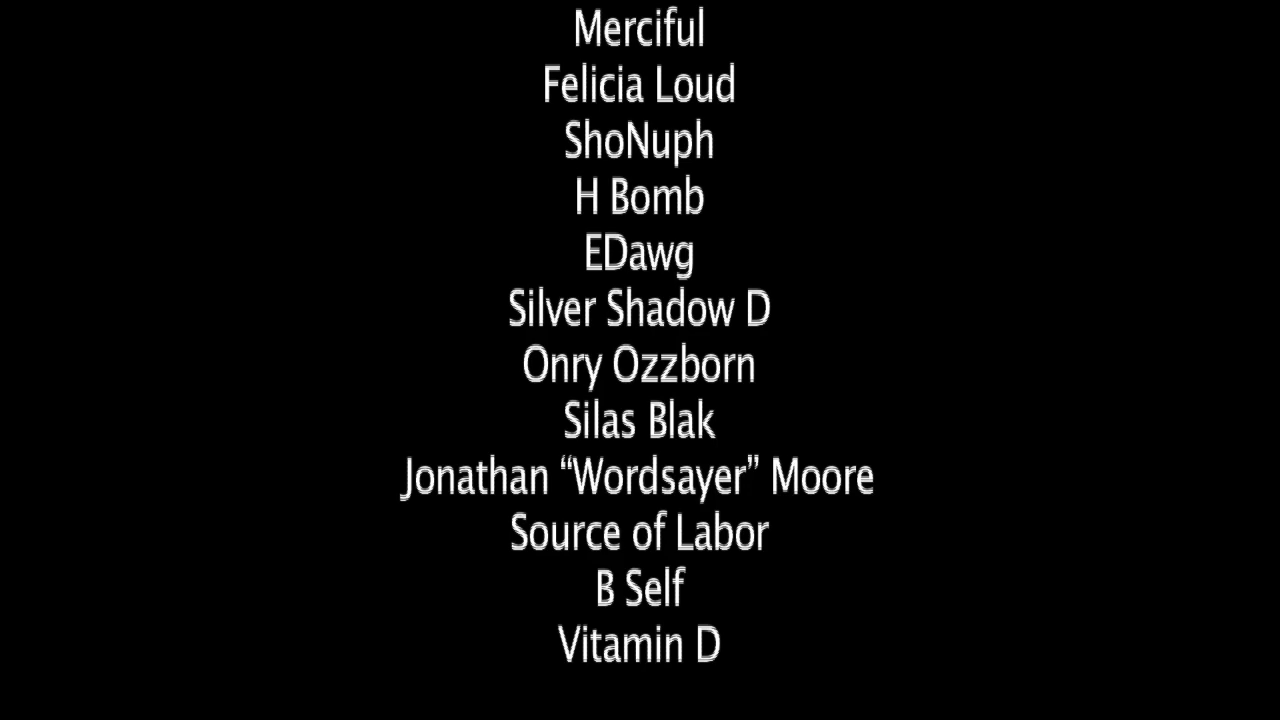 Merciful
Felicia Loud
ShoNuph
H Bomb
EDawg
Silver Shadow D
Onry Ozzborn
Silas Blak
Jonathan “Wordsayer” Moore
Source of Labor
B Self
Vitamin D